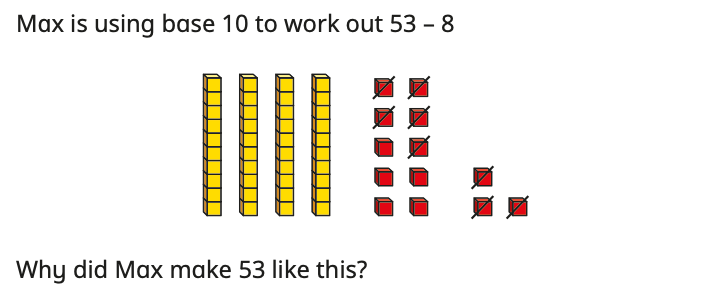 Max is using base 10 to work out 53 – 8
Why did Max make 53 like this?